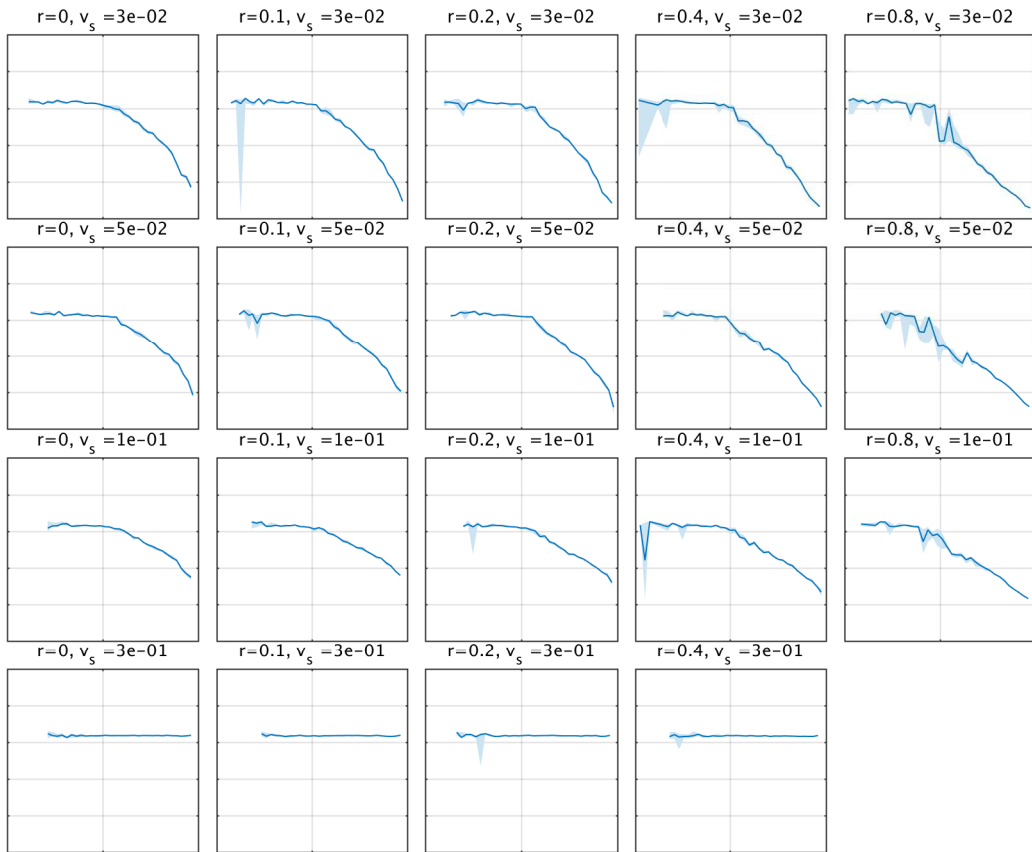 r=0, v_s =3e-02
r=0.1, v_s =3e-02
r=0.2, v_s =3e-02
r=0.4, v_s =3e-02
r=0.8, v_s =3e-02
r=0, v_s =5e-02
r=0.1, v_s =5e-02
r=0.2, v_s =5e-02
r=0.4, v_s =5e-02
r=0.8, v_s =5e-02
r=0, v_s =1e-01
r=0.1, v_s =1e-01
r=0.2, v_s =1e-01
r=0.4, v_s =1e-01
r=0.8, v_s =1e-01
r=0, v_s =3e-01
r=0.1, v_s =3e-01
r=0.2, v_s =3e-01
r=0.4, v_s =3e-01